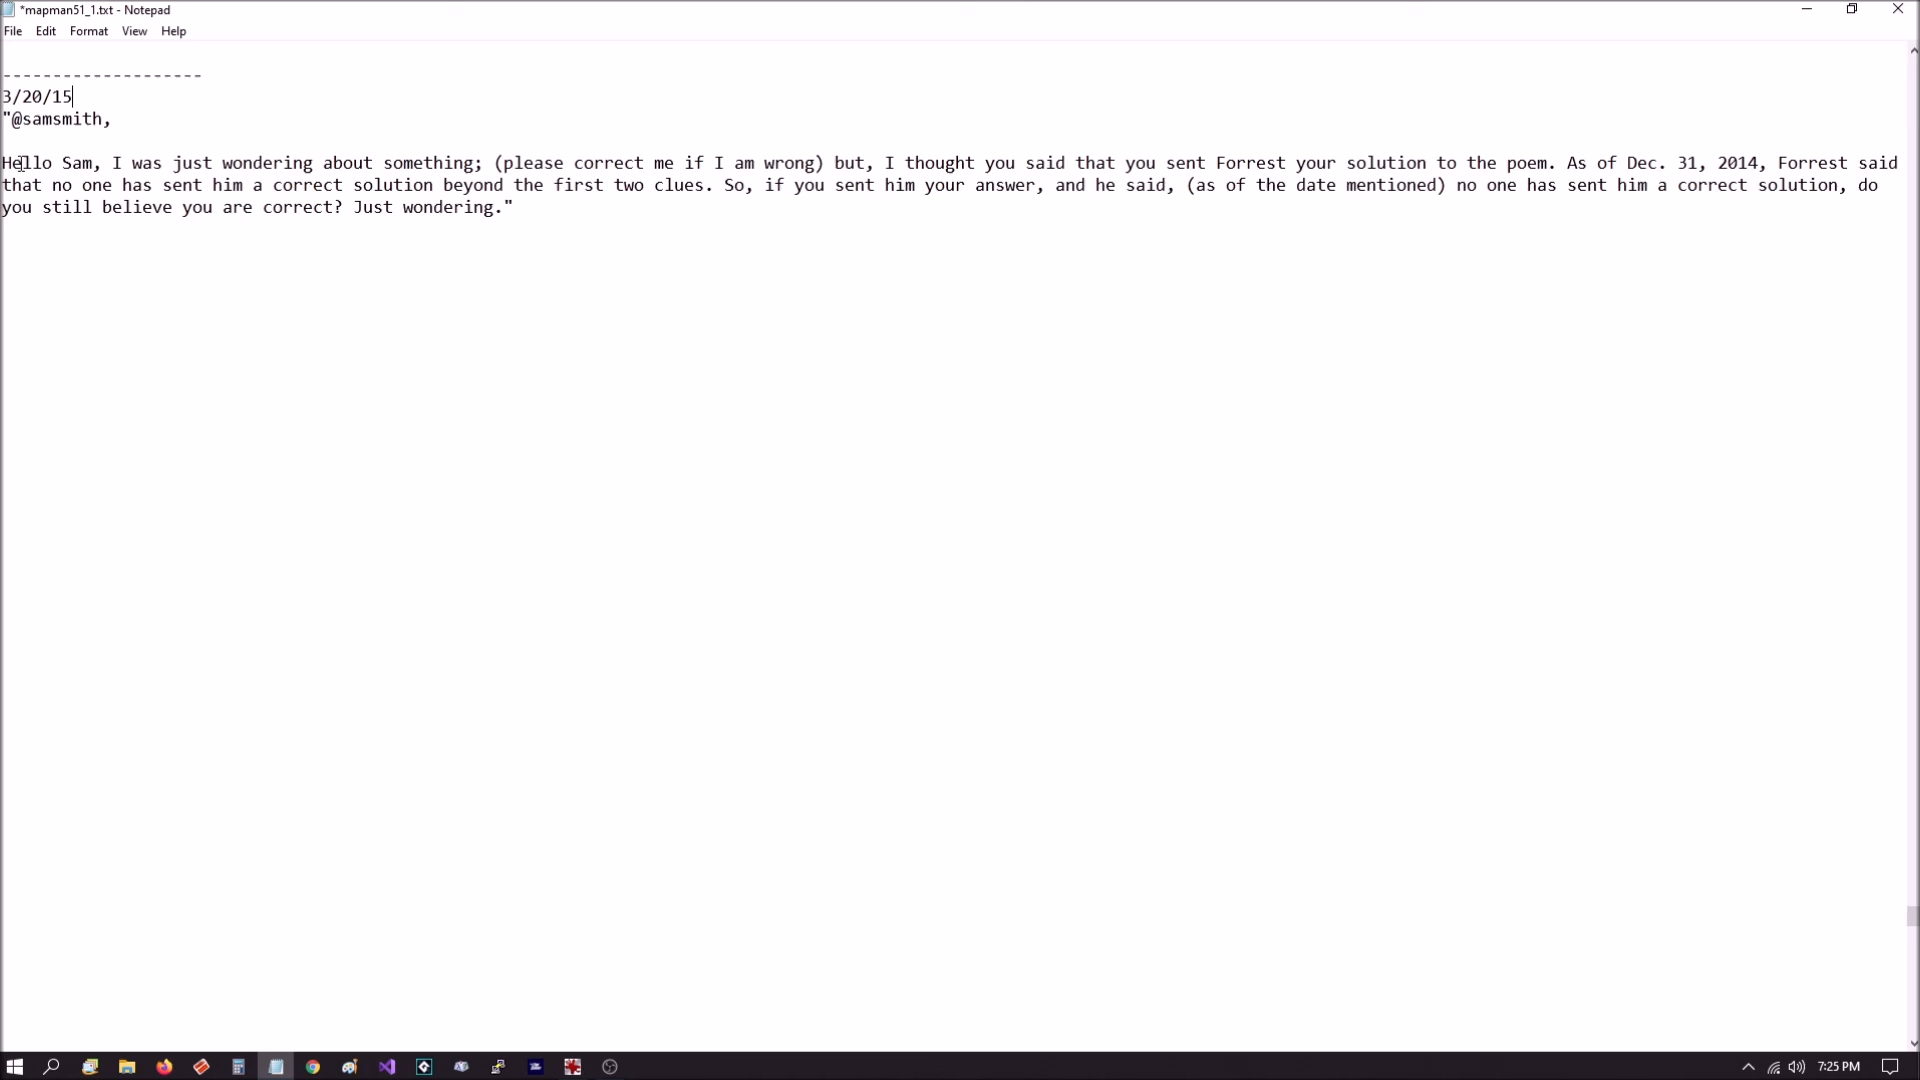 *mapman51_1.txt - Notepad
File Edit Format View Help
--------------------
3/20/15
"@samsmith,
Hello Sam, I was just wondering about something; (please correct me if I am wrong) but, I thought you said that you sent Forrest your solution to the poem. As of Dec. 31, 2014, Forrest said
that no one has sent him a correct solution beyond the first two clues. So, if you sent him your answer, and he said, (as of the date mentioned) no one has sent him a correct solution, do
you still believe you are correct? Just wondering."
7:25 PM